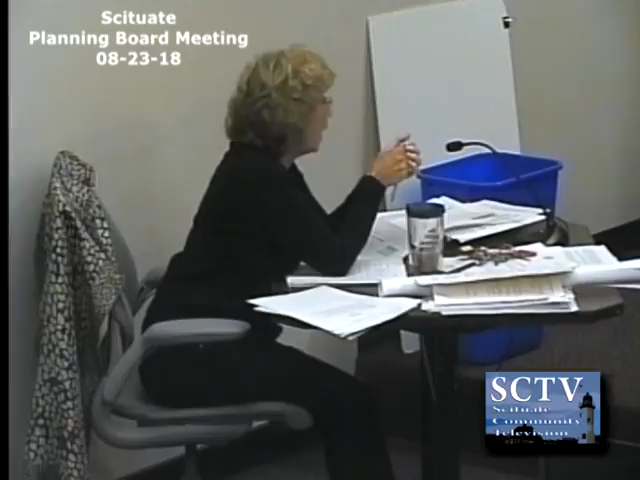 Scituate
Planning Board Meeting
08-23-18
SCTV
Scituate
Community
Television